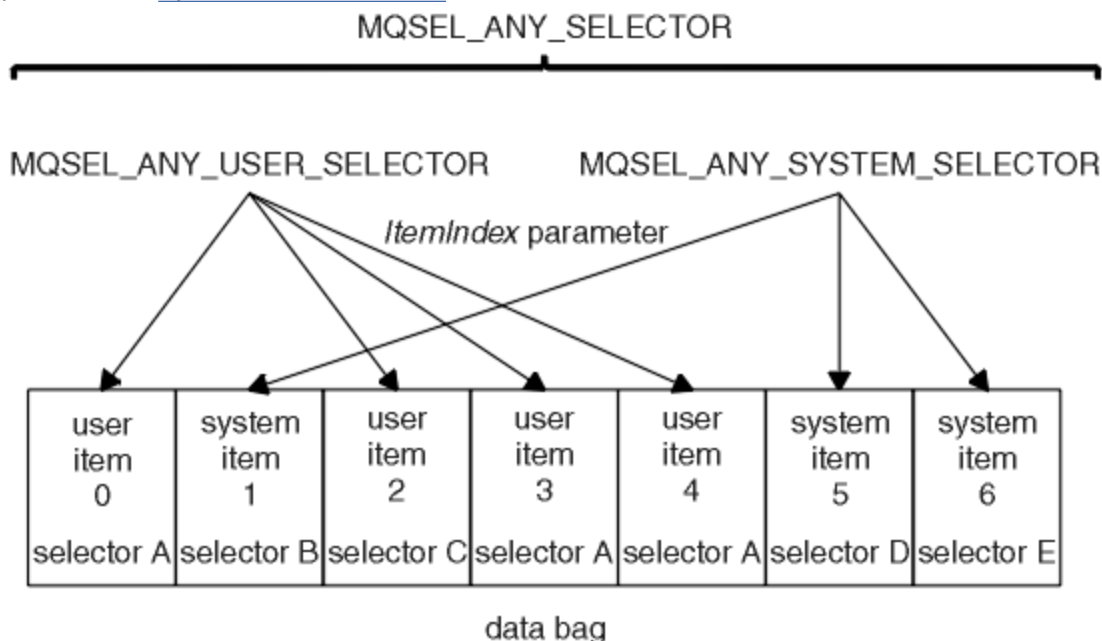 MQSEL_ANY_SELECTOR
MQSEL_ANY_USER_SELECTOR MQSEL_ANY_SYSTEM_SELECTOR
ItemIndex parameter
user system user user user system system
item item item item item item item
0 1 2 3 4 5 6
selector A selector B selector C selector A selector A selector D selector E
data bag